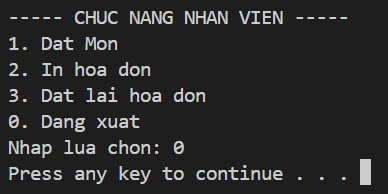 ----- CHUC NANG NHAN VIEN -----
1. Dat Mon
2. In hoa don
3. Dat lai hoa don
0. Dang xuat
Nhap lua chon: 0
Press any key to continue . . .